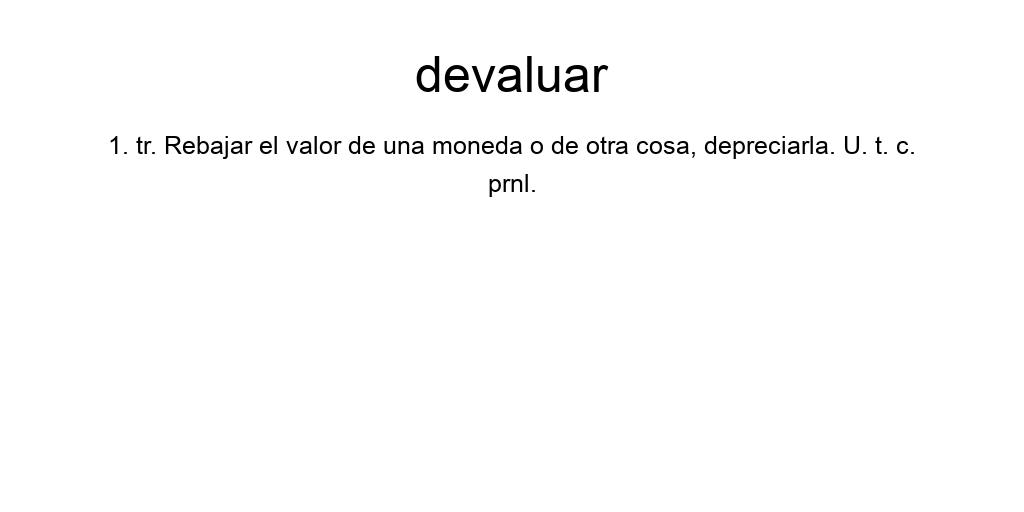 devaluar
1. tr. Rebajar el valor de una moneda o de otra cosa, depreciarla. U. t. c.
prnl.